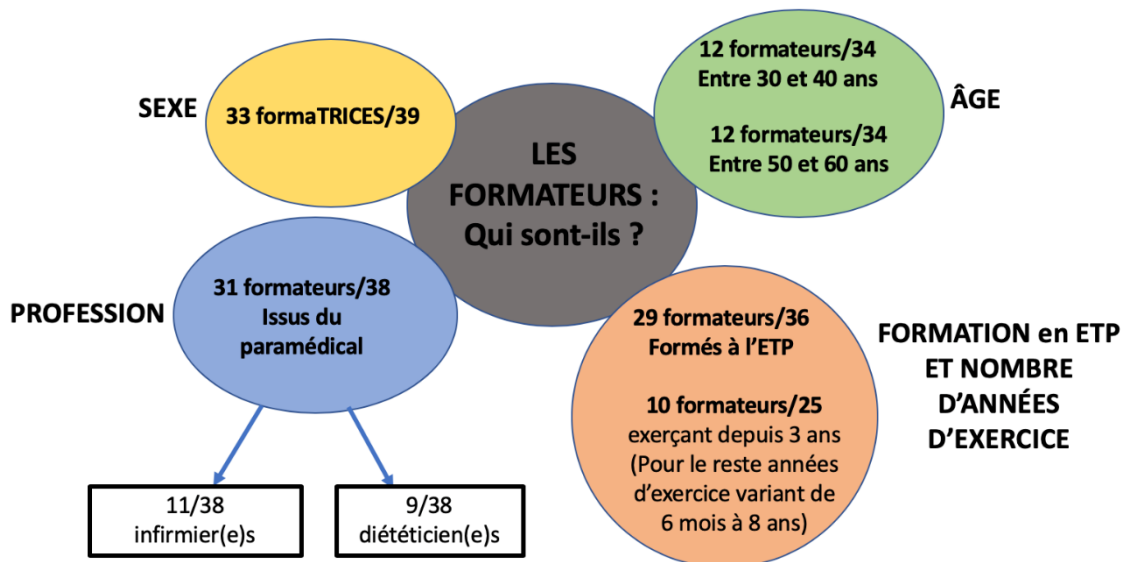 LES
FORMATEURS :
Qui sont-ils ?
SEXE
33 formaTRICES/39
12 formateurs/34
Entre 30 et 40 ans
12 formateurs/34
Entre 50 et 60 ans
ÂGE
PROFESSION
31 formateurs/38
Issus du
paramédical
11/38
infirmier(e)s
9/38
diététicien(e)s
29 formateurs/36
Formés à l’ETP
10 formateurs/25
exerçant depuis 3 ans
(Pour le reste années
d’exercice variant de
6 mois à 8 ans)
FORMATION en ETP
ET NOMBRE
D’ANNÉES
D’EXERCICE